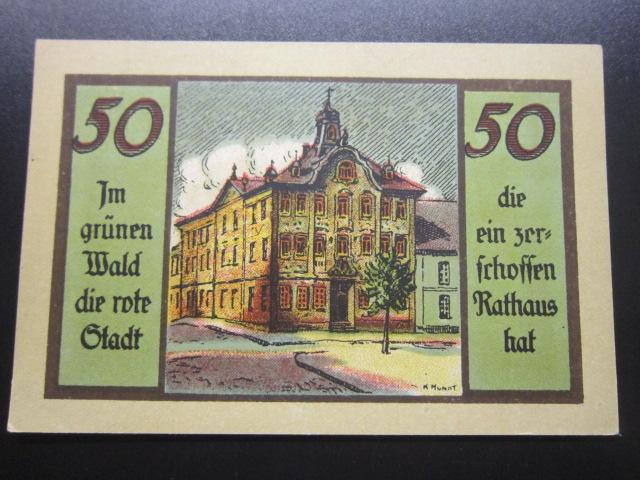 50
Im
grünen
Wald
die rote
Stadt
50
die
ein zer-
schossen
Rathaus
hat
K MUNDT